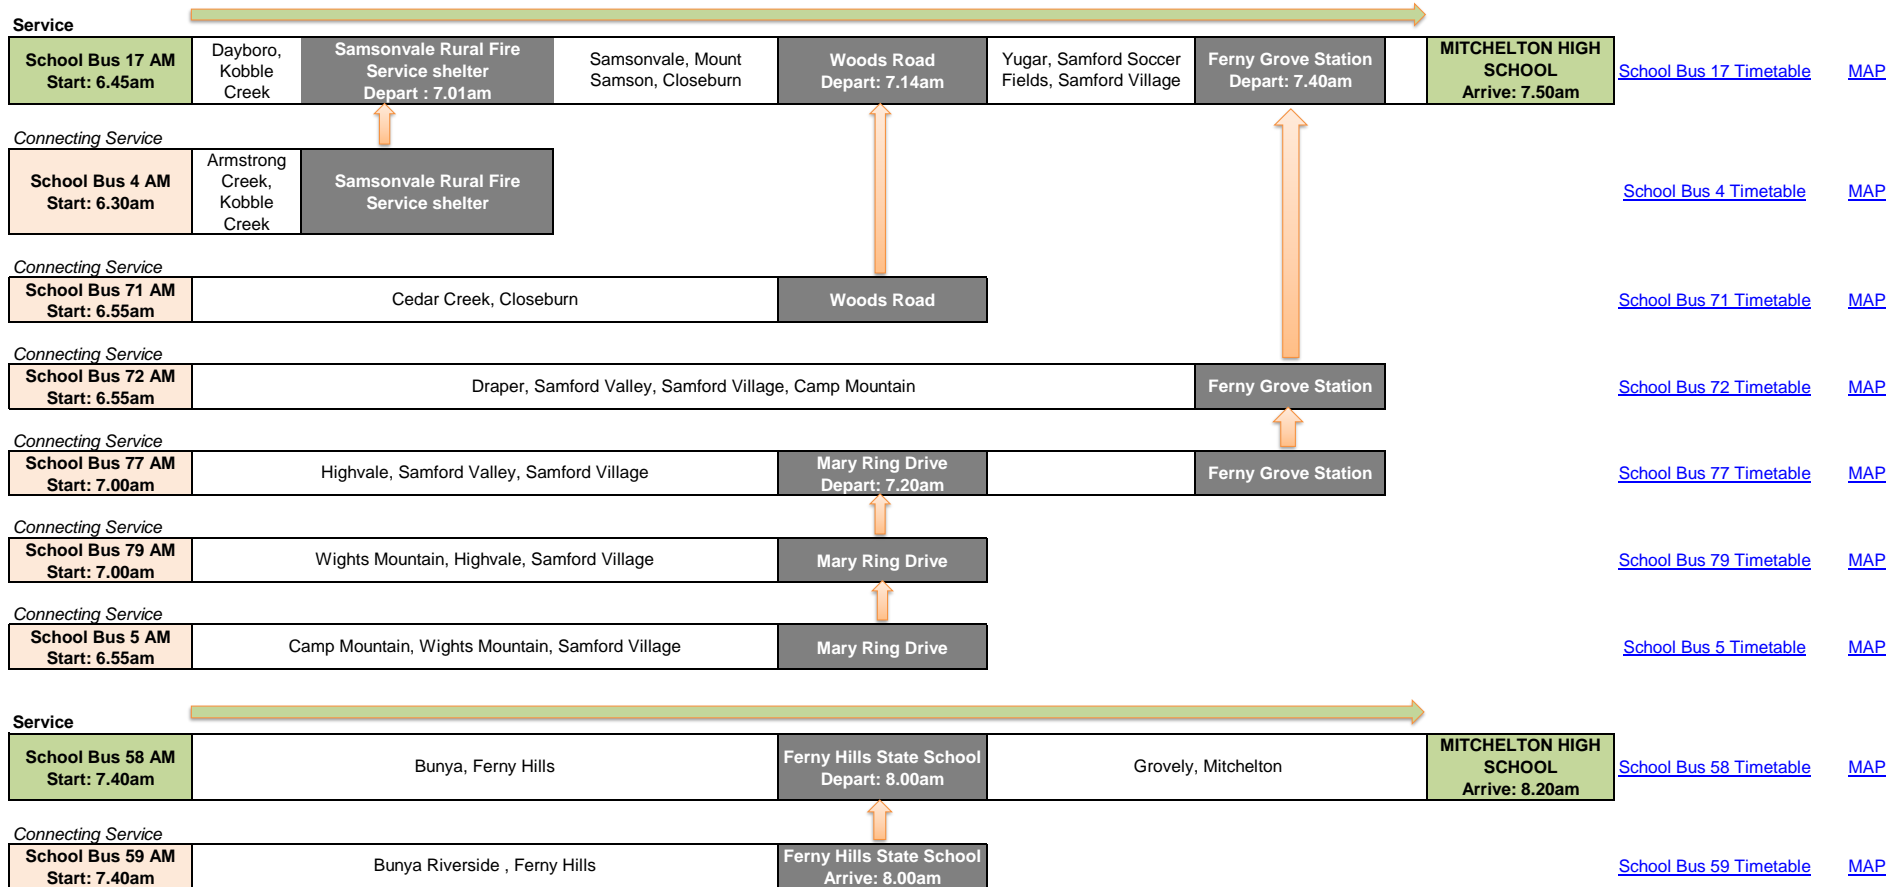 Service
School Bus 17 AM
Start: 6.45am
Dayboro,
Kobble
Creek
Samsonvale Rural Fire
Service shelter
Depart : 7.01am
Samsonvale, Mount
Samson, Closeburn
Woods Road
Depart: 7.14am
Yugar, Samford Soccer
Fields, Samford Village
Ferny Grove Station
Depart: 7.40am
MITCHELTON HIGH
SCHOOL
Arrive: 7.50am
School Bus 17 Timetable
MAP
Connecting Service
School Bus 4 AM
Start: 6.30am
Armstrong
Creek,
Kobble
Creek
Samsonvale Rural Fire
Service shelter
School Bus 4 Timetable
MAP
Connecting Service
School Bus 71 AM
Start: 6.55am
Cedar Creek, Closeburn
Woods Road
School Bus 71 Timetable
MAP
Connecting Service
School Bus 72 AM
Start: 6.55am
Draper, Samford Valley, Samford Village, Camp Mountain
Ferny Grove Station
School Bus 72 Timetable
MAP
Connecting Service
School Bus 77 AM
Start: 7.00am
Highvale, Samford Valley, Samford Village
Mary Ring Drive
Depart: 7.20am
Ferny Grove Station
School Bus 77 Timetable
MAP
Connecting Service
School Bus 79 AM
Start: 7.00am
Wights Mountain, Highvale, Samford Village
Mary Ring Drive
School Bus 79 Timetable
MAP
Connecting Service
School Bus 5 AM
Start: 6.55am
Camp Mountain, Wights Mountain, Samford Village
Mary Ring Drive
School Bus 5 Timetable
MAP
Service
School Bus 58 AM
Start: 7.40am
Bunya, Ferny Hills
Ferny Hills State School
Depart: 8.00am
Grovely, Mitchelton
MITCHELTON HIGH
SCHOOL
Arrive: 8.20am
School Bus 58 Timetable
MAP
Connecting Service
School Bus 59 AM
Start: 7.40am
Bunya Riverside , Ferny Hills
Ferny Hills State School
Arrive: 8.00am
School Bus 59 Timetable
MAP